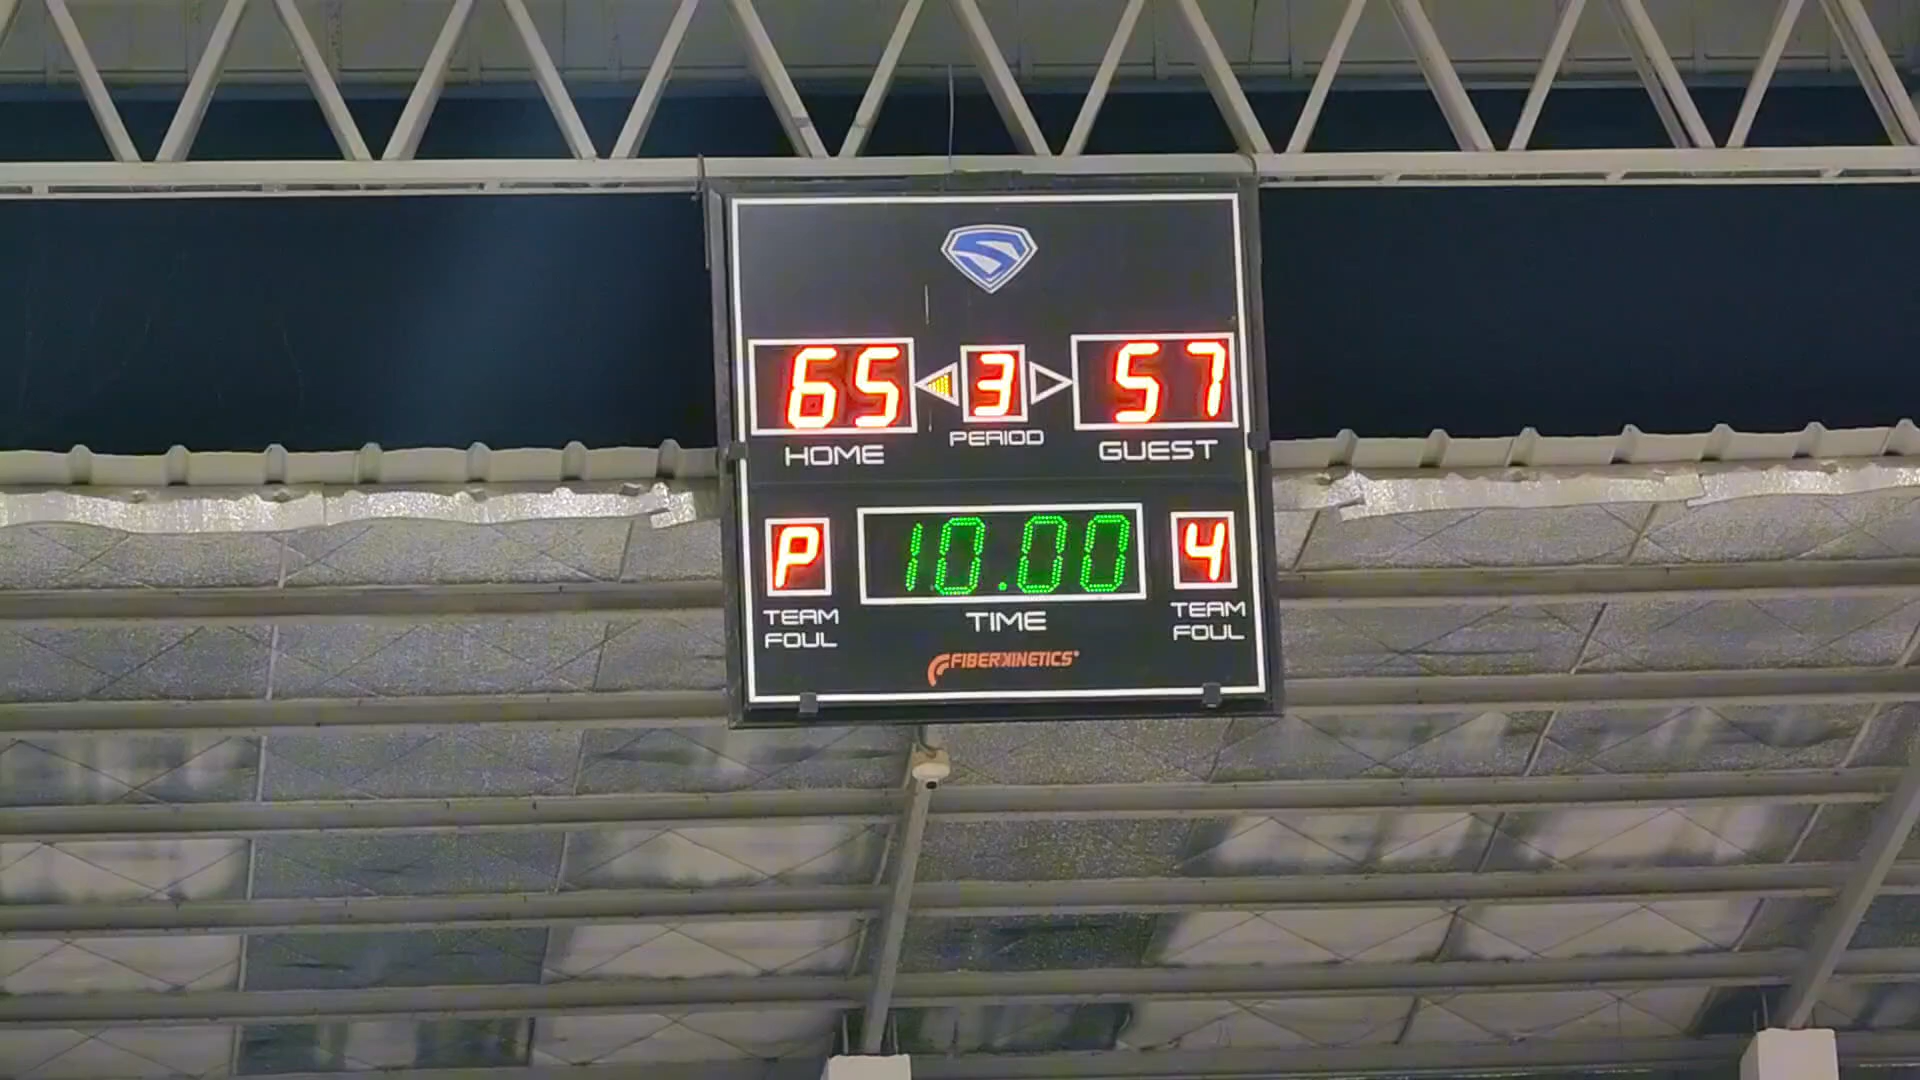 65 3 57
HOME PERIOD GUEST
P 10.00 4
TEAM FOUL TIME TEAM FOUL
FIBERKINETICS